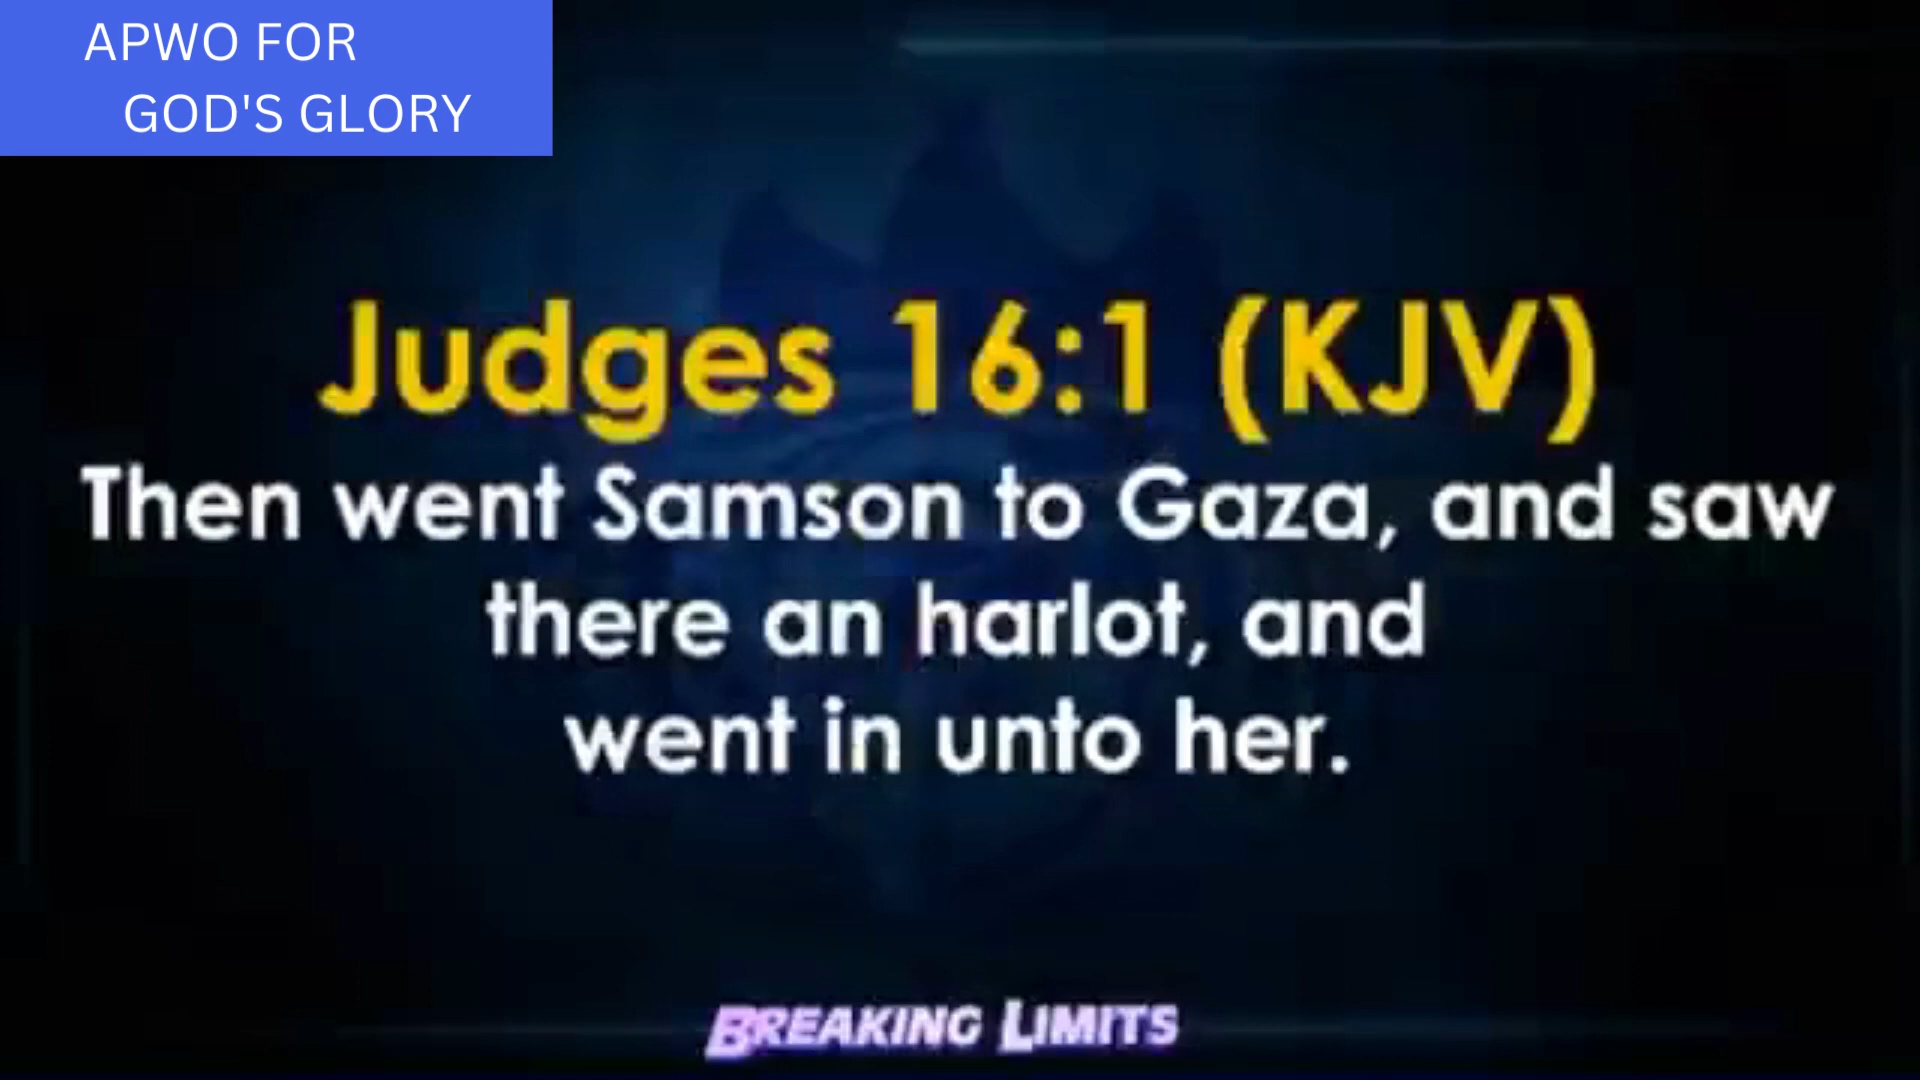 APWO FOR
GOD'S GLORY
Judges 16:1 (KJV)
Then went Samson to Gaza, and saw
there an harlot, and
went in unto her.
BREAKING LIMITS